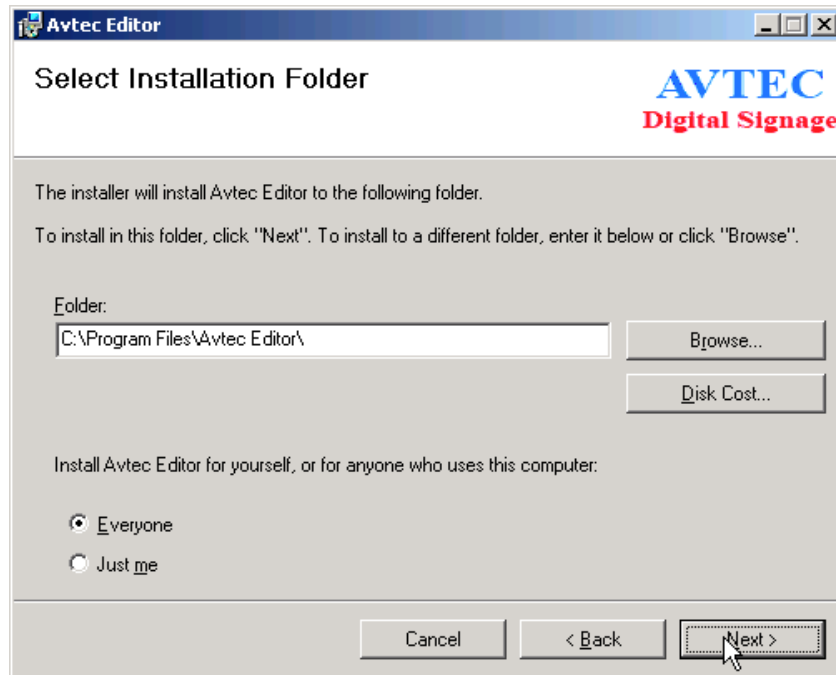 Avtec Editor
Select Installation Folder
AVTEC
Digital Signage
The installer will install Avtec Editor to the following folder.
To install in this folder, click "Next". To install to a different folder, enter it below or click "Browse".
Folder:
C:\Program Files\Avtec Editor\
Browse...
Disk Cost...
Install Avtec Editor for yourself, or for anyone who uses this computer:
Everyone
Just me
Cancel
< Back
Next >